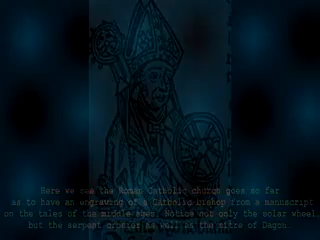 Here we see the Roman Catholic church goes so far
as to have an engraving of a Catholic bishop from a manuscript
on the tales of the middle ages. Notice not only the solar wheel,
but the serpent crosier as well as the mitre of Dagon.